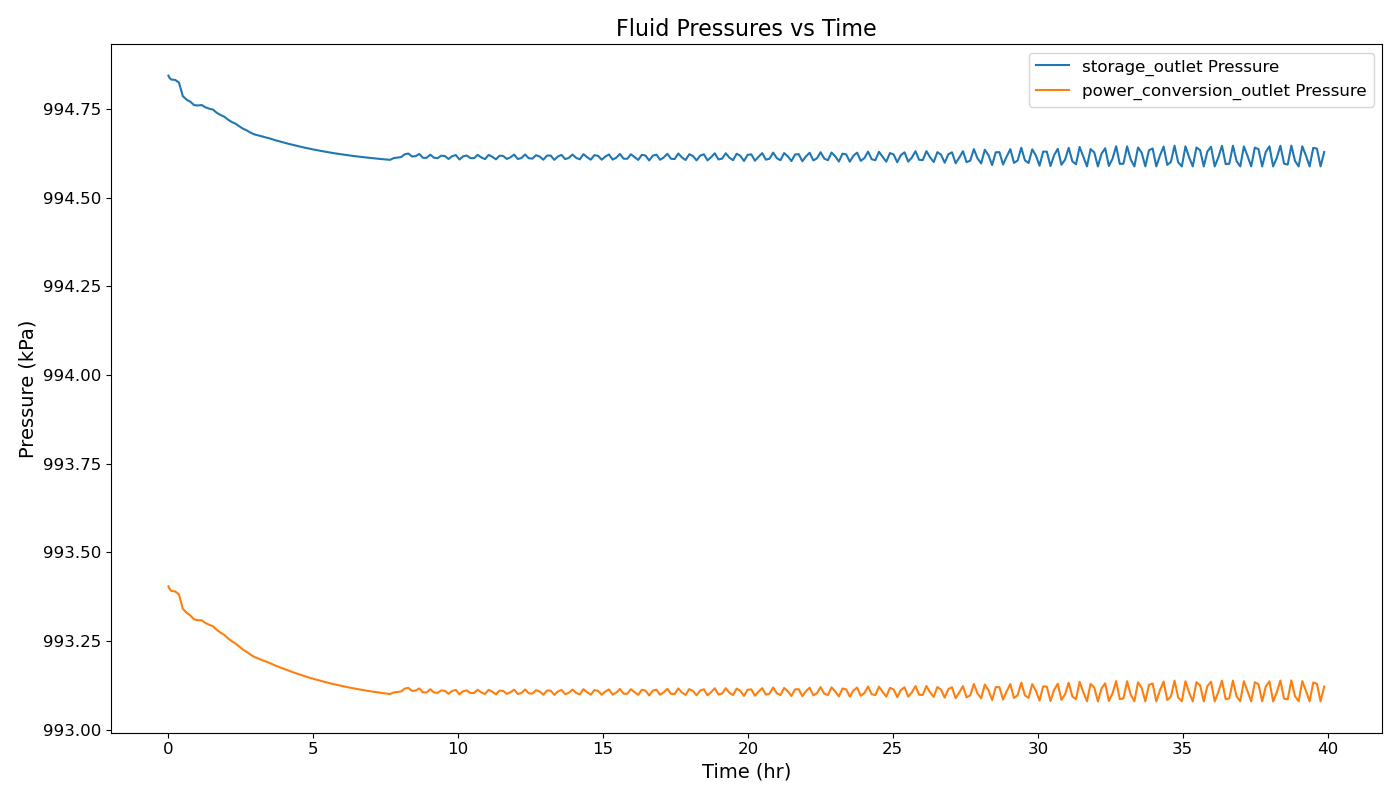 Fluid Pressures vs Time
storage_outlet Pressure
power_conversion_outlet Pressure
Pressure (kPa)
994.75
994.50
994.25
994.00
993.75
993.50
993.25
993.00
0 5 10 15 20 25 30 35 40
Time (hr)